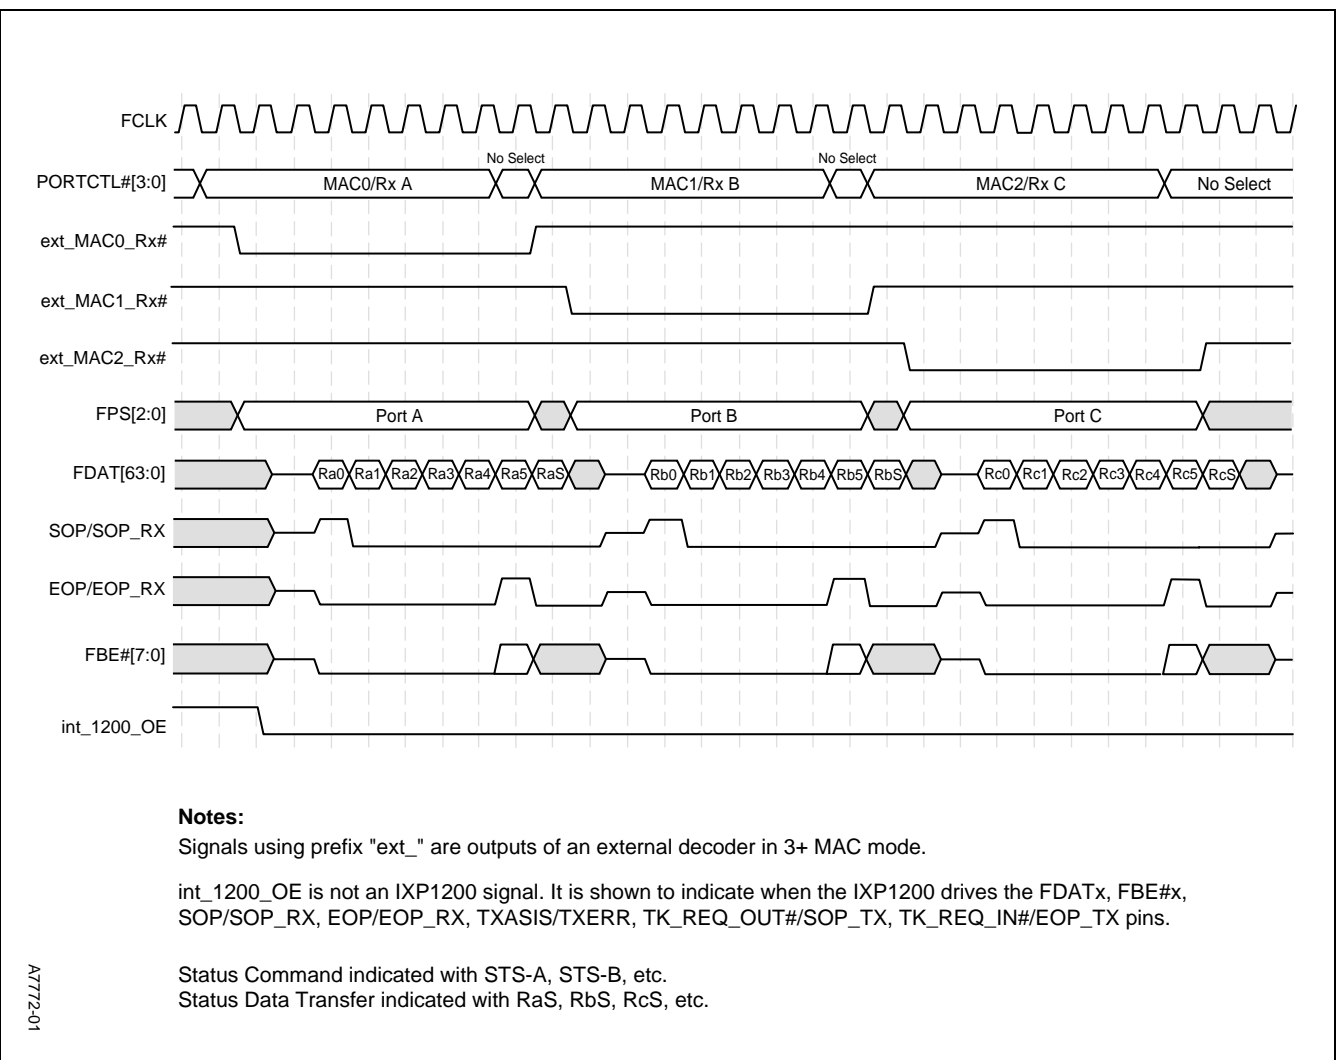 FCLK
No Select
No Select
PORTCTL#[3:0]
MAC0/Rx A
MAC1/Rx B
MAC2/Rx C
No Select
ext_MAC0_Rx#
ext_MAC1_Rx#
ext_MAC2_Rx#
FPS[2:0]
Port A
Port B
Port C
FDAT[63:0]
Ra0 Ra1 Ra2 Ra3 Ra4 Ra5 RaS
Rb0 Rb1 Rb2 Rb3 Rb4 Rb5 RbS
Rc0 Rc1 Rc2 Rc3 Rc4 Rc5 RcS
SOP/SOP_RX
EOP/EOP_RX
FBE#[7:0]
int_1200_OE
Notes:
Signals using prefix "ext_" are outputs of an external decoder in 3+ MAC mode.
int_1200_OE is not an IXP1200 signal. It is shown to indicate when the IXP1200 drives the FDATx, FBE#x,
SOP/SOP_RX, EOP/EOP_RX, TXASIS/TXERR, TK_REQ_OUT#/SOP_TX, TK_REQ_IN#/EOP_TX pins.
Status Command indicated with STS-A, STS-B, etc.
Status Data Transfer indicated with RaS, RbS, RcS, etc.
A7772-01